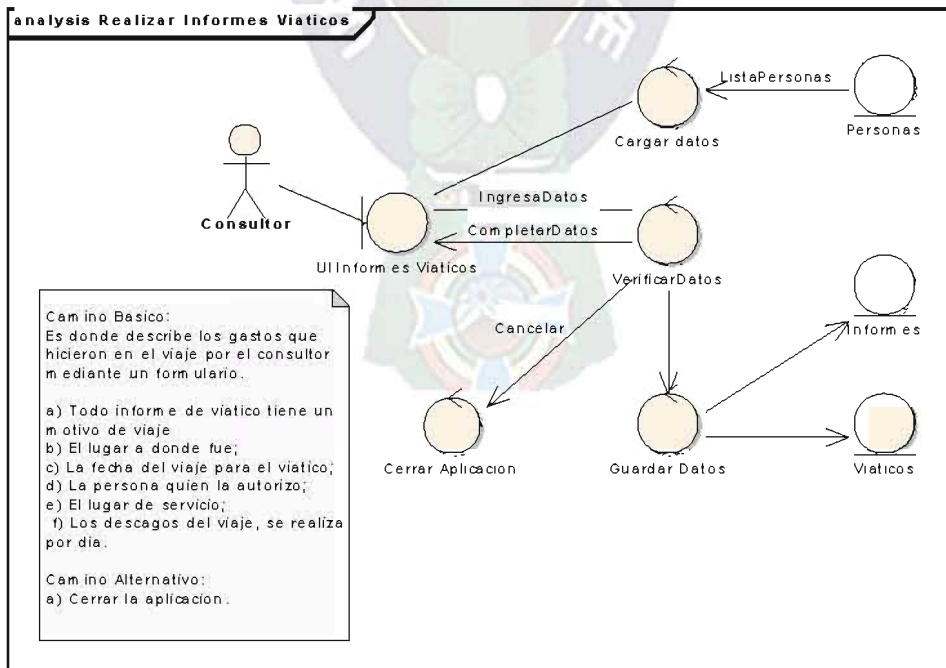 analysis Realizar Informes Viaticos
ListaPersonas
Cargar datos
Personas
Consultor
IngresaDatos
CompletarDatos
UI Informes Viaticos
VerificarDatos
Cancelar
Informes
Cerrar Aplicacion
Guardar Datos
Viaticos
Camino Basico:
Es donde describe los gastos que
hicieron en el viaje por el consultor
mediante un formulario.
a) Todo informe de viatico tiene un
motivo de viaje
b) El lugar a donde fue;
c) La fecha del viaje para el viatico;
d) La persona quien la autorizo;
e) El lugar de servicio;
f) Los descagos del viaje, se realiza
por dia.
Camino Alternativo:
a) Cerrar la aplicacion.